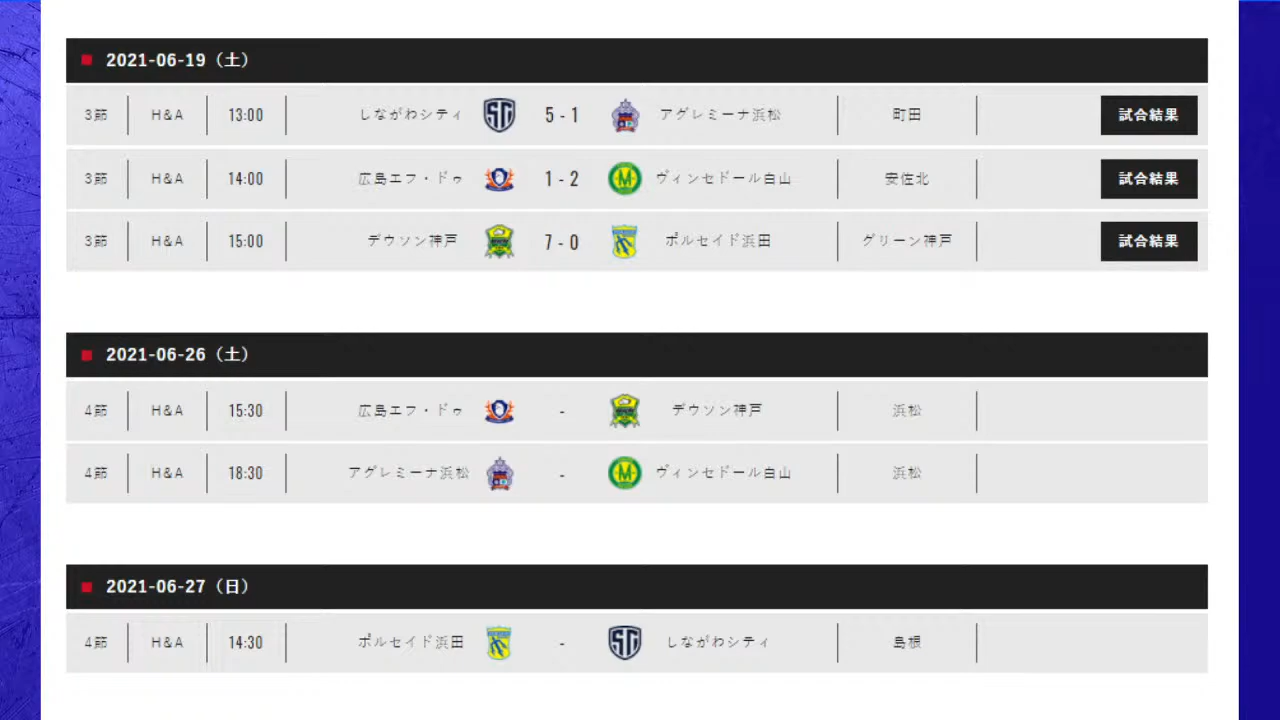 2021-06-19（土）
3節 H&A 13:00 しながわシティ SC 5 - 1 アグレミーナ浜松 町田 試合結果
3節 H&A 14:00 広島エフ・ドゥ 1 - 2 M ヴィンセドール白山 安佐北 試合結果
3節 H&A 15:00 デウソン神戸 7 - 0 ポルセイド浜田 グリーン神戸 試合結果
2021-06-26（土）
4節 H&A 15:30 広島エフ・ドゥ - デウソン神戸 浜松
4節 H&A 18:30 アグレミーナ浜松 - M ヴィンセドール白山 浜松
2021-06-27（日）
4節 H&A 14:30 ポルセイド浜田 - SC しながわシティ 島根